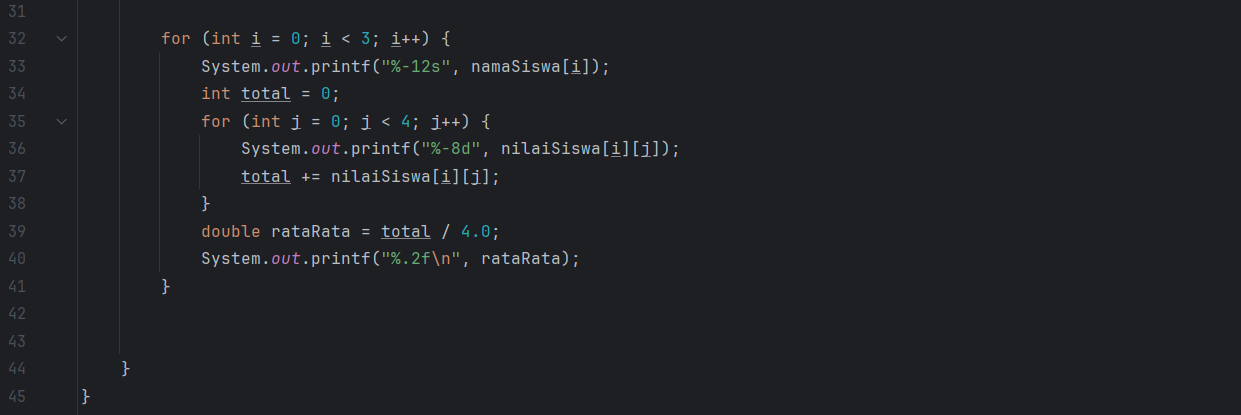 31
32 for (int i = 0; i < 3; i++) {
33 System.out.printf("%-12s", namaSiswa[i]);
34 int total = 0;
35 for (int j = 0; j < 4; j++) {
36 System.out.printf("%-8d", nilaiSiswa[i][j]);
37 total += nilaiSiswa[i][j];
38 }
39 double rataRata = total / 4.0;
40 System.out.printf("%.2f\n", rataRata);
41 }
42
43
44 }
45 }